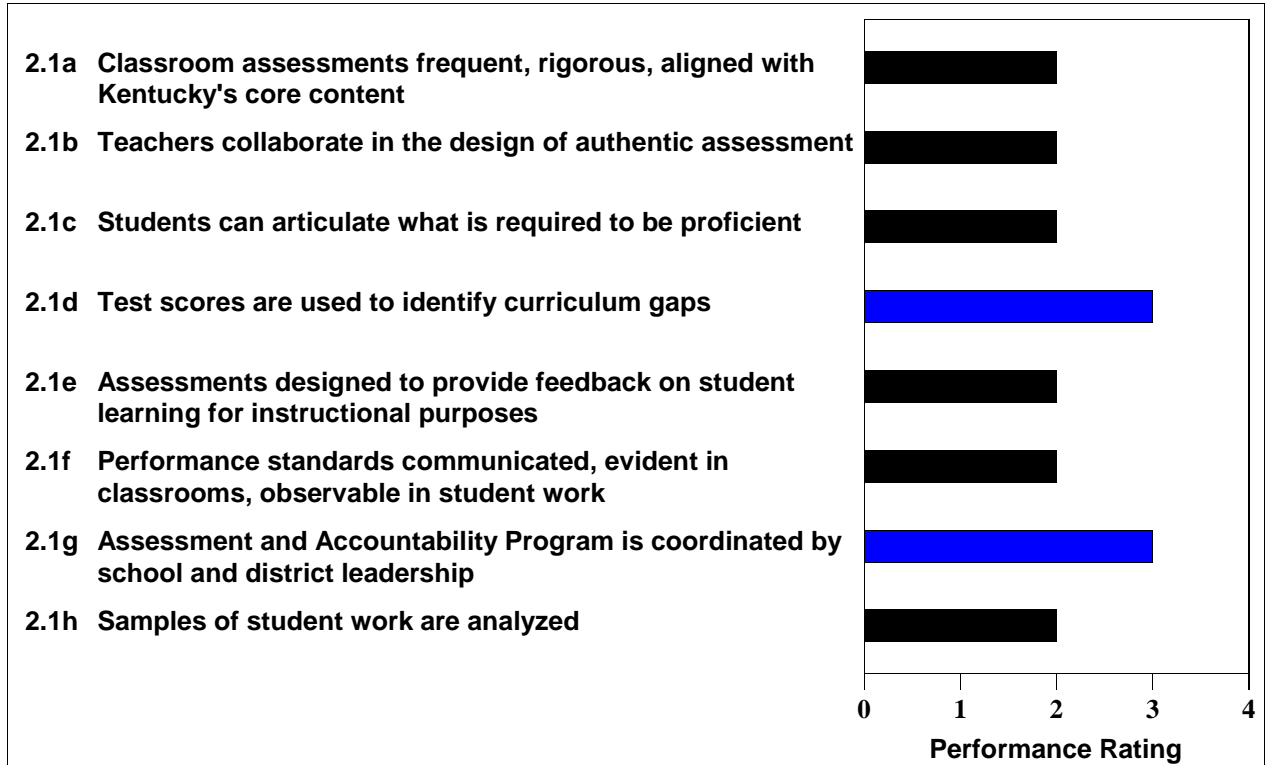 2.1a Classroom assessments frequent, rigorous, aligned with
Kentucky's core content
2.1b Teachers collaborate in the design of authentic assessment
2.1c Students can articulate what is required to be proficient
2.1d Test scores are used to identify curriculum gaps
2.1e Assessments designed to provide feedback on student
learning for instructional purposes
2.1f Performance standards communicated, evident in
classrooms, observable in student work
2.1g Assessment and Accountability Program is coordinated by
school and district leadership
2.1h Samples of student work are analyzed
0 1 2 3 4
Performance Rating